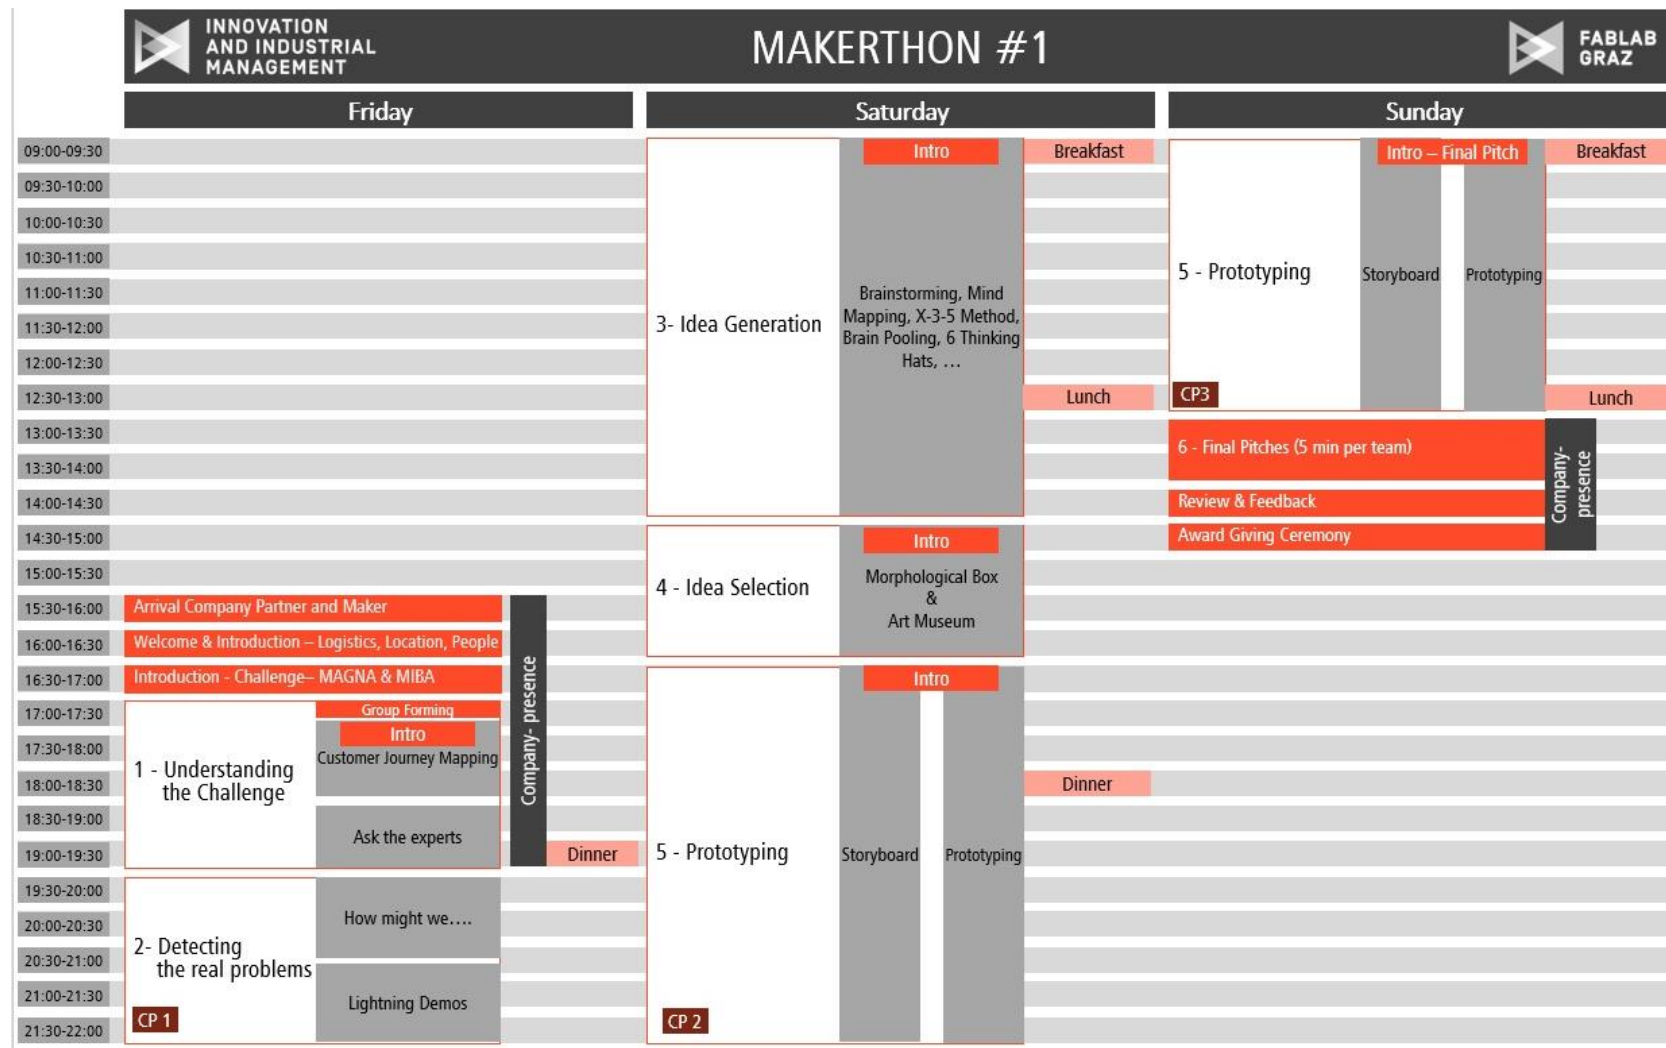 INNOVATION
AND INDUSTRIAL
MANAGEMENT
MAKERTHON #1
FABLAB
GRAZ
Friday
Saturday
Sunday
09:00-09:30
09:30-10:00
10:00-10:30
10:30-11:00
11:00-11:30
11:30-12:00
12:00-12:30
12:30-13:00
13:00-13:30
13:30-14:00
14:00-14:30
14:30-15:00
15:00-15:30
15:30-16:00
16:00-16:30
16:30-17:00
17:00-17:30
17:30-18:00
18:00-18:30
18:30-19:00
19:00-19:30
19:30-20:00
20:00-20:30
20:30-21:00
21:00-21:30
21:30-22:00
Arrival Company Partner and Maker
Welcome & Introduction – Logistics, Location, People
Introduction - Challenge– MAGNA & MIBA
1 - Understanding
the Challenge
Group Forming
Intro
Customer Journey Mapping
Ask the experts
Company- presence
Dinner
2- Detecting
the real problems
CP 1
How might we….
Lightning Demos
3- Idea Generation
Intro
Brainstorming, Mind
Mapping, X-3-5 Method,
Brain Pooling, 6 Thinking
Hats, …
Breakfast
Lunch
4 - Idea Selection
Intro
Morphological Box
&
Art Museum
5 - Prototyping
CP 2
Intro
Storyboard
Prototyping
Dinner
5 - Prototyping
CP3
Intro – Final Pitch
Storyboard
Prototyping
Breakfast
Lunch
6 - Final Pitches (5 min per team)
Review & Feedback
Award Giving Ceremony
Company-
presence